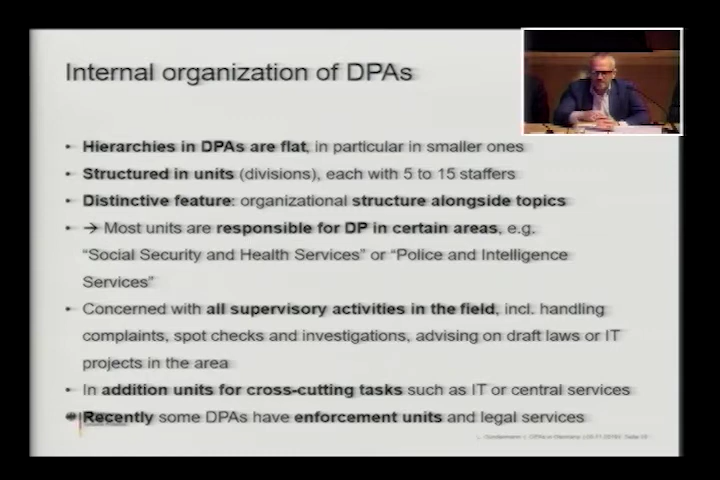 Internal organization of DPAs
• Hierarchies in DPAs are flat, in particular in smaller ones
• Structured in units (divisions), each with 5 to 15 staffers
• Distinctive feature: organizational structure alongside topics
• → Most units are responsible for DP in certain areas, e.g.
“Social Security and Health Services” or “Police and Intelligence
Services”
• Concerned with all supervisory activities in the field, incl. handling
complaints, spot checks and investigations, advising on draft laws or IT
projects in the area
• In addition units for cross-cutting tasks such as IT or central services
• Recently some DPAs have enforcement units and legal services